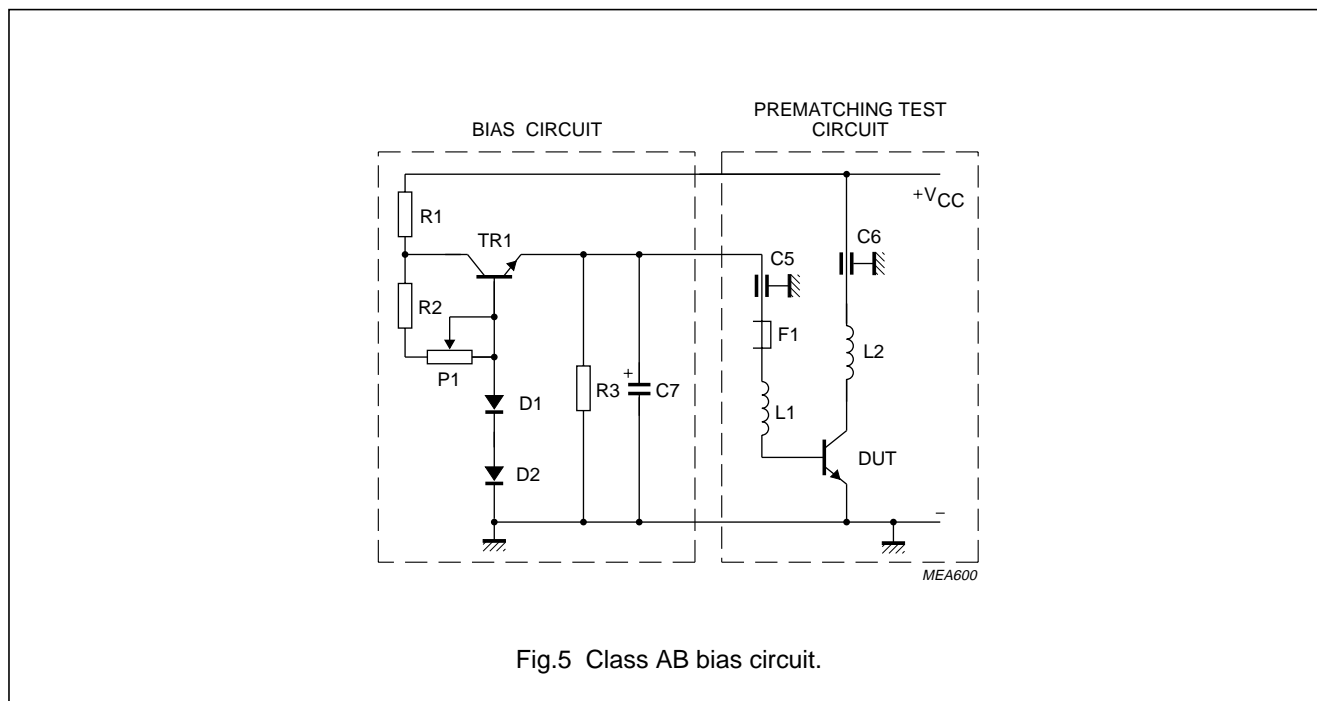 BIAS CIRCUIT
PREMATCHING TEST
CIRCUIT
+VCC
R1
TR1
C6
C5
R2
F1
L2
P1
R3
+
C7
D1
L1
DUT
D2
−
MEA600
Fig.5 Class AB bias circuit.